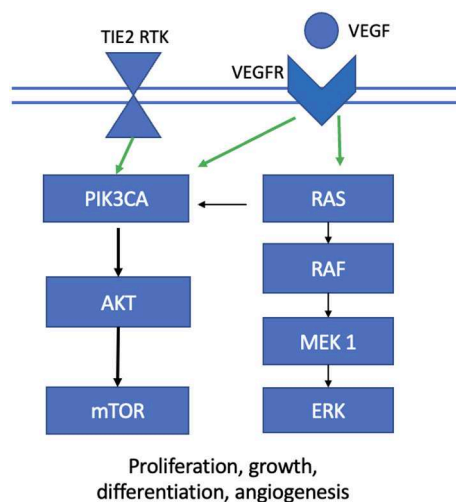 TIE2 RTK
VEGF
VEGFR
PIK3CA
RAS
RAF
AKT
MEK 1
mTOR
ERK
Proliferation, growth,
differentiation, angiogenesis